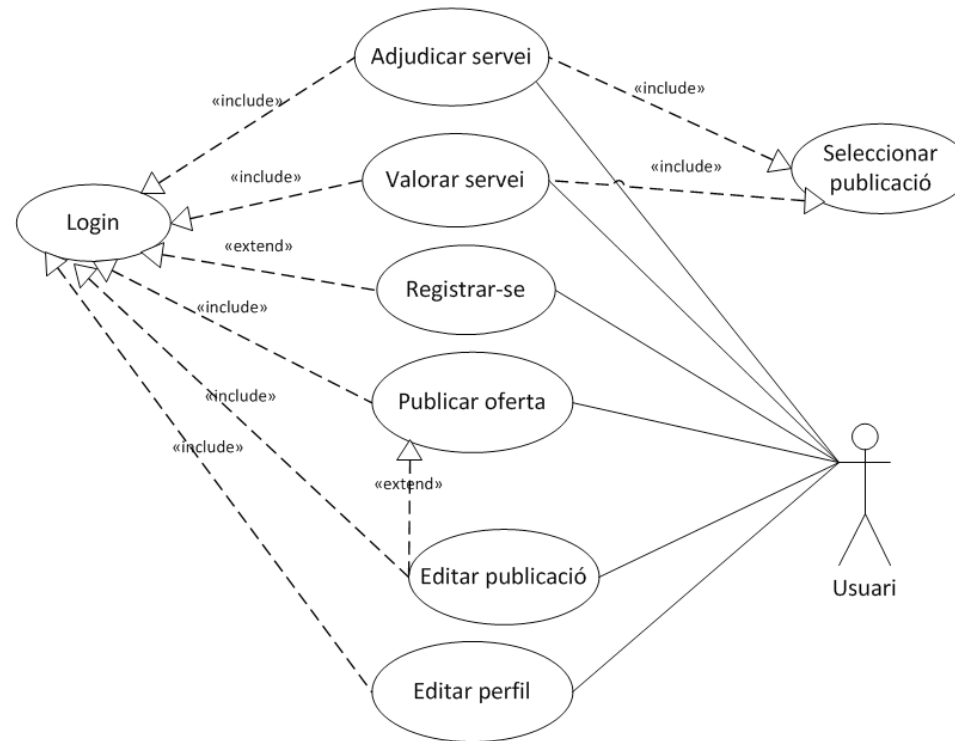 Adjudicar servei
«include»
«include»
Seleccionar
publicació
«include»
Valorar servei
«include»
Login
«extend»
Registrar-se
«include»
Publicar oferta
«include»
«include»
«extend»
Editar publicació
Usuari
Editar perfil